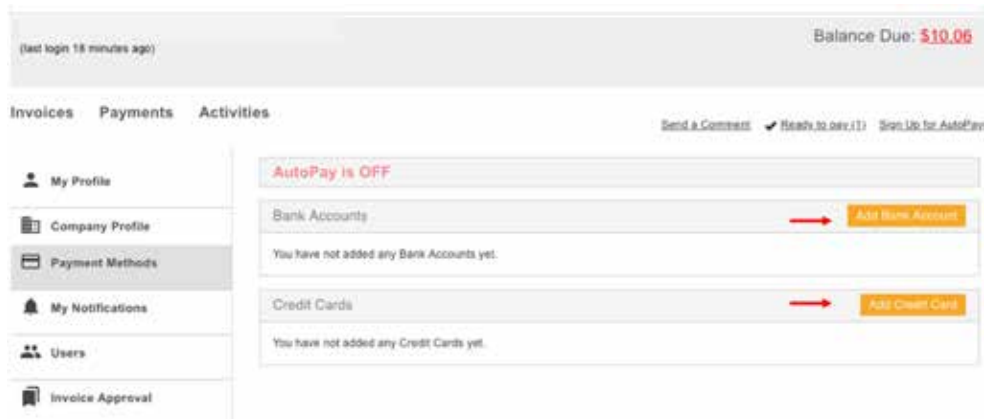 (last login 18 minutes ago)
Balance Due: $10.06
Invoices Payments Activities
Send a Comment ✔ Ready to pay (1) Sign Up for AutoPay
My Profile
Company Profile
Payment Methods
My Notifications
Users
Invoice Approval
AutoPay is OFF
Bank Accounts Add Bank Account
You have not added any Bank Accounts yet.
Credit Cards Add Credit Card
You have not added any Credit Cards yet.